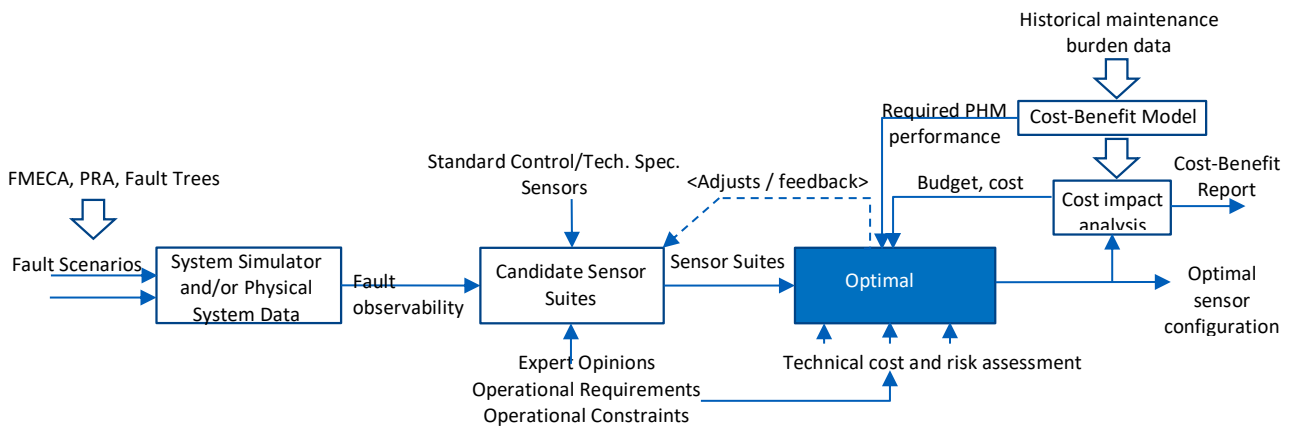 Historical maintenance
burden data
Required PHM
performance
Cost-Benefit Model
Standard Control/Tech. Spec.
Sensors
FMECA, PRA, Fault Trees
<Adjusts / feedback>
Budget, cost
Cost impact
analysis
Cost-Benefit
Report
Fault Scenarios
System Simulator
and/or Physical
System Data
Fault
observability
Candidate Sensor
Suites
Sensor Suites
Optimal
Optimal
sensor
configuration
Expert Opinions
Operational Requirements
Operational Constraints
Technical cost and risk assessment